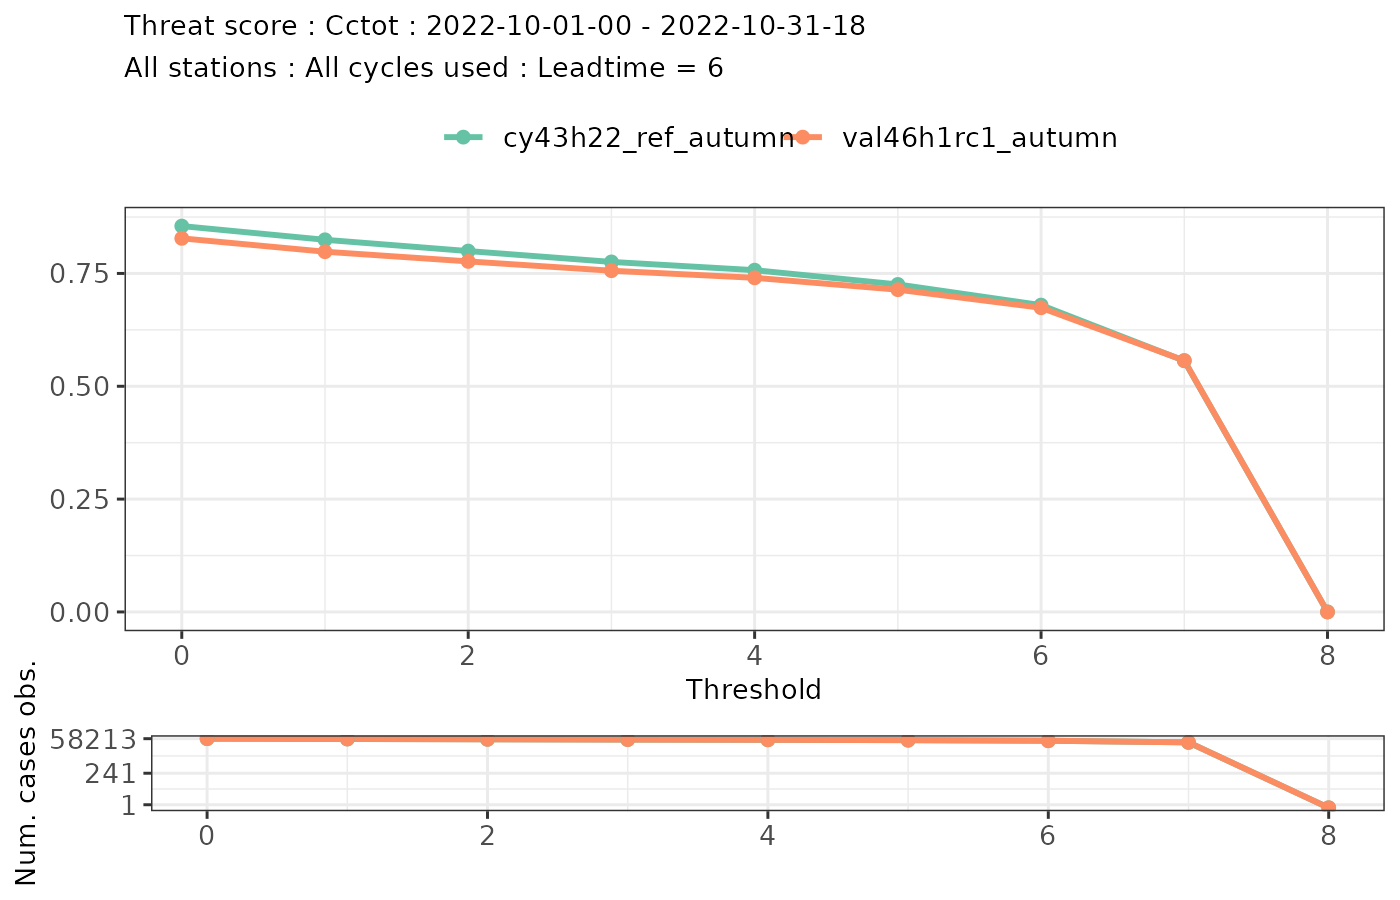 Threat score : Cctot : 2022-10-01-00 - 2022-10-31-18
All stations : All cycles used : Leadtime = 6
cy43h22_ref_autumn val46h1rc1_autumn
0.75
0.50
0.25
0.00
0 2 4 6 8
Threshold
Num. cases obs.
58213
241
1
0 2 4 6 8